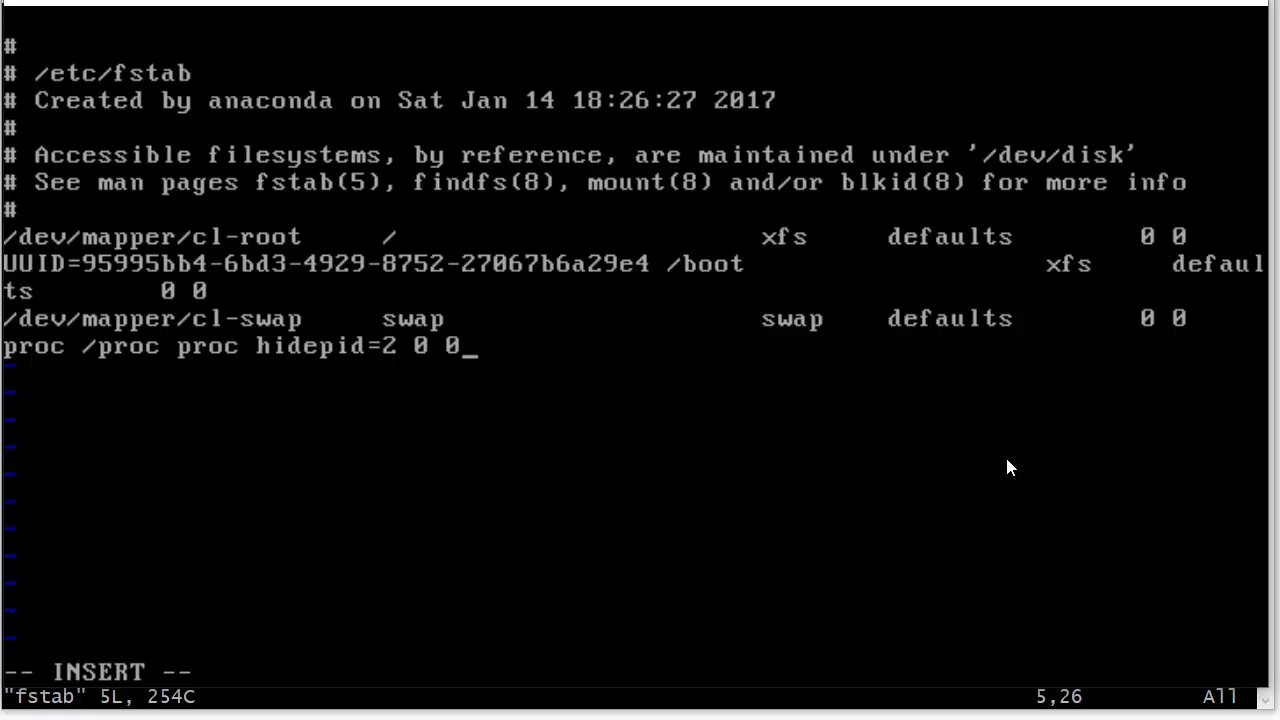 #
# /etc/fstab
# Created by anaconda on Sat Jan 14 18:26:27 2017
#
# Accessible filesystems, by reference, are maintained under '/dev/disk'
# See man pages fstab(5), findfs(8), mount(8) and/or blkid(8) for more info
#
/dev/mapper/cl-root / xfs defaults 0 0
UUID=95995bb4-6bd3-4929-8752-27067b6a29e4 /boot xfs defaul
ts 0 0
/dev/mapper/cl-swap swap swap defaults 0 0
proc /proc proc hidepid=2 0 0_
~
~
~
~
~
~
~
~
~
~
~
-- INSERT --
"fstab" 5L, 254C 5,26 All